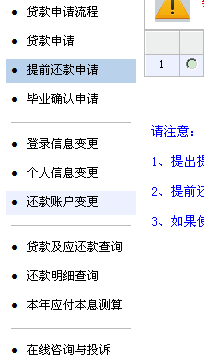 贷款申请流程
贷款申请
提前还款申请
毕业确认申请
登录信息变更
个人信息变更
还款账户变更
贷款及应还款查询
还款明细查询
本年应付本息测算
在线咨询与投诉
1
请注意：
1、提出提
2、提前还
3、如果使